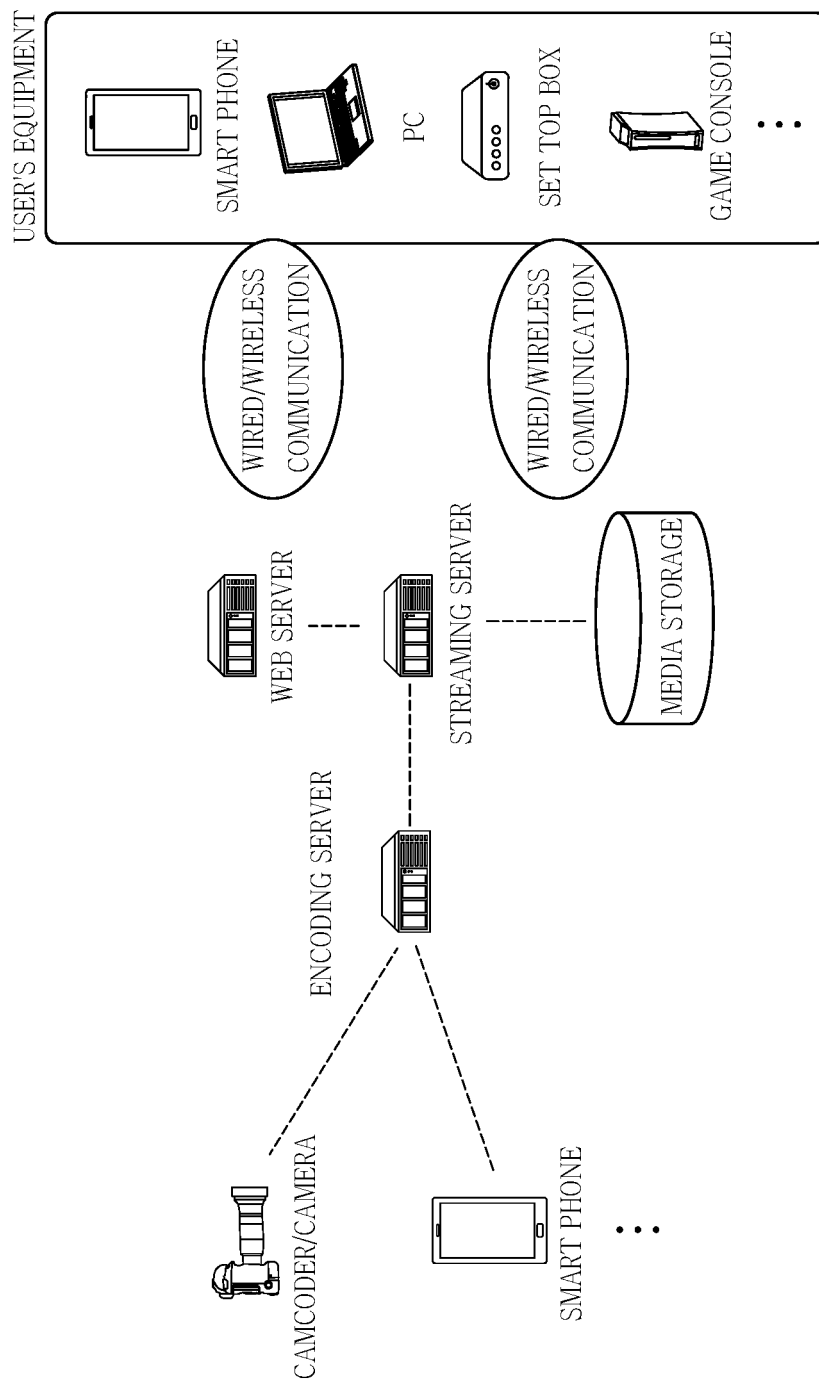 USER'S EQUIPMENT
SMART PHONE
PC
SET TOP BOX
GAME CONSOLE
WIRED/WIRELESS
COMMUNICATION
WIRED/WIRELESS
COMMUNICATION
WEB SERVER
STREAMING SERVER
MEDIA STORAGE
ENCODING SERVER
CAMCODER/CAMERA
SMART PHONE